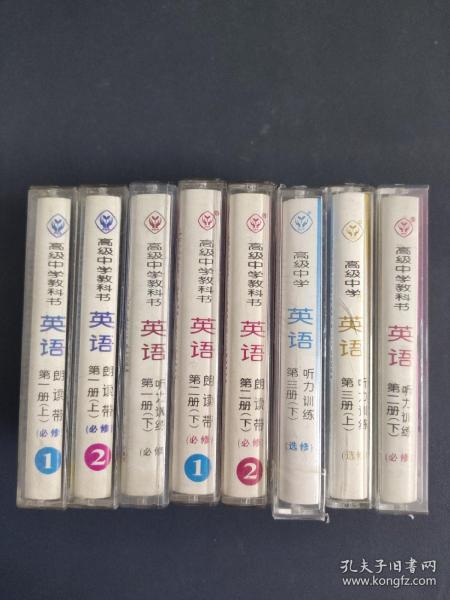 高级中学教科书
英语
朗读带
第一册(上)
(必修)
1
高级中学教科书
英语
朗读带
第一册(上)
(必修)
2
高级中学教科书
英语
听力训练
第一册(下)
(必修)
高级中学教科书
英语
朗读带
第二册(下)
(必修)
1
高级中学教科书
英语
朗读带
第二册(下)
(必修)
2
高级中学
英语
听力训练
第三册(下)
(选修)
高级中学
英语
听力训练
第三册(上)
(选修)
高级中学教科书
英语
听力训练
第二册(下)
(必修)
孔夫子旧书网
www.kongfz.com